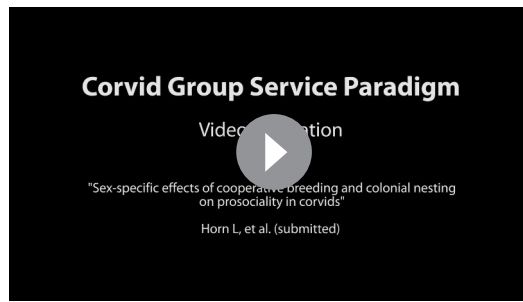 Corvid Group Service Paradigm
"Sex-specific effects of cooperative breeding and colonial nesting
on prosociality in corvids"
Horn L, et al. (submitted)